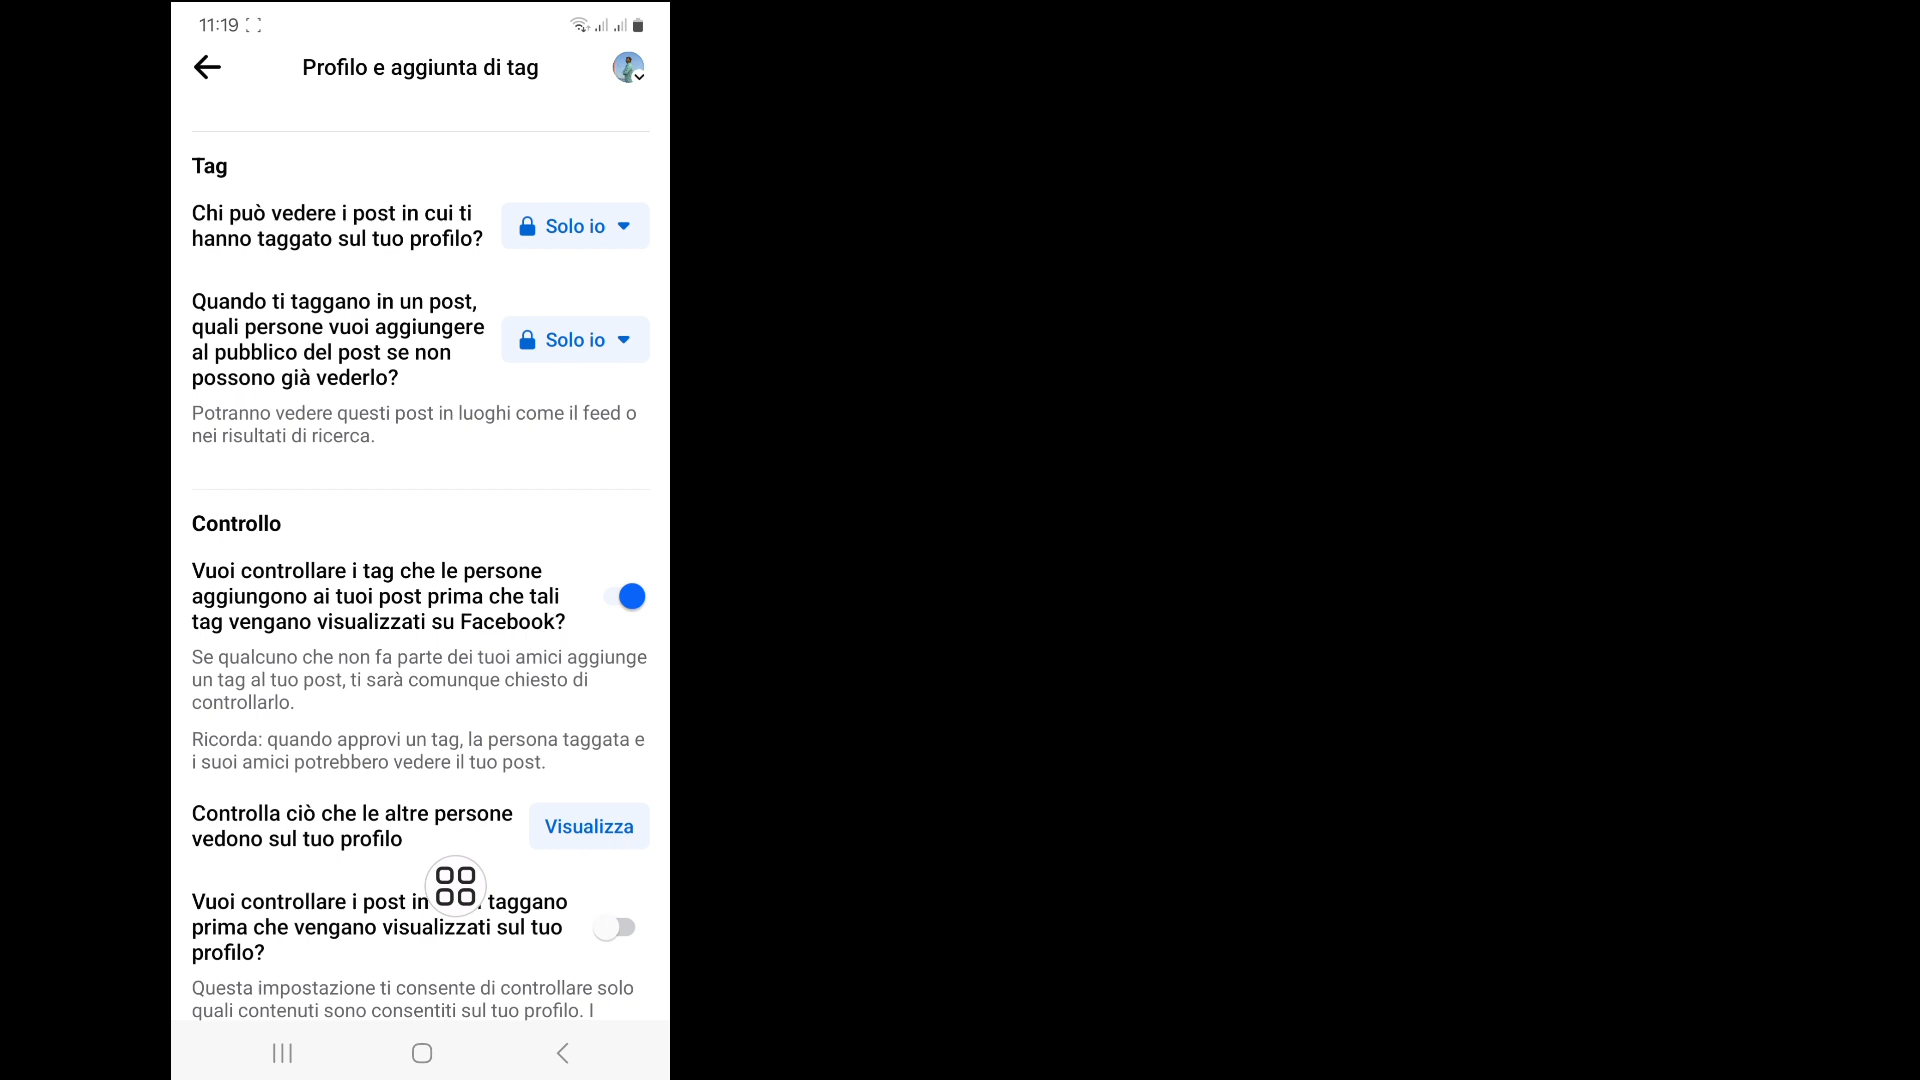 11:19
Profilo e aggiunta di tag
Tag
Chi può vedere i post in cui ti
hanno taggato sul tuo profilo?
Solo io
Quando ti taggano in un post,
quali persone vuoi aggiungere
al pubblico del post se non
possono già vederlo?
Solo io
Potranno vedere questi post in luoghi come il feed o
nei risultati di ricerca.
Controllo
Vuoi controllare i tag che le persone
aggiungono ai tuoi post prima che tali
tag vengano visualizzati su Facebook?
Se qualcuno che non fa parte dei tuoi amici aggiunge
un tag al tuo post, ti sarà comunque chiesto di
controllarlo.
Ricorda: quando approvi un tag, la persona taggata e
i suoi amici potrebbero vedere il tuo post.
Controlla ciò che le altre persone
vedono sul tuo profilo
Visualizza
Vuoi controllare i post in taggano
prima che vengano visualizzati sul tuo
profilo?
Questa impostazione ti consente di controllare solo
quali contenuti sono consentiti sul tuo profilo. I